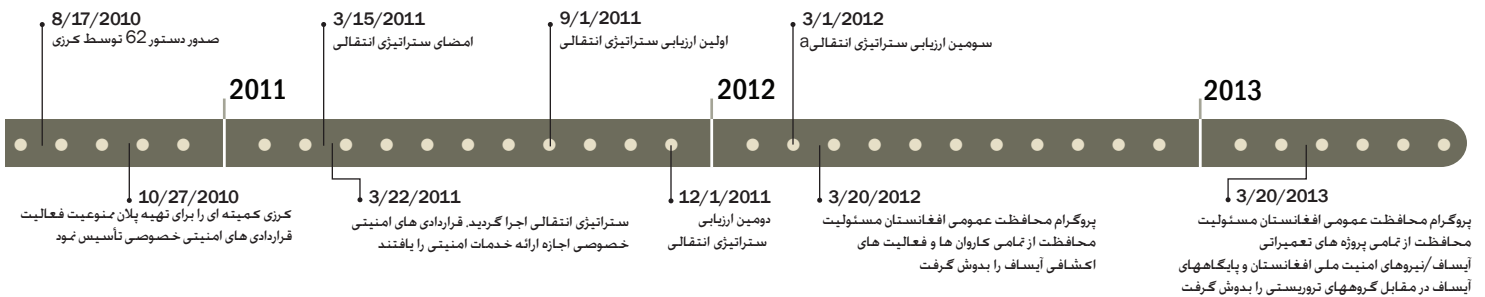 8/17/2010
صدور دستور 62 توسط کرزی
3/15/2011
امضای ستراتیژی انتقالی
9/1/2011
اولین ارزیابی ستراتیژی انتقالی
3/1/2012
سومین ارزیابی ستراتیژی انتقالیa
2011
2012
2013
10/27/2010
کرزی کمیته ای را برای تهیه پلان ممنوعیت فعالیت
قراردادی های امنیتی خصوصی تأسیس نمود
3/22/2011
ستراتیژی انتقالی اجرا گردید. قراردادی های امنیتی
خصوصی اجازه ارائه خدمات امنیتی را یافتند
12/1/2011
دومین ارزیابی
ستراتیژی انتقالی
3/20/2012
پروگرام محافظت عمومی افغانستان مسئولیت
محافظت از تمامی کاروان ها و فعالیت های
اکشافی آیساف را بدوش گرفت
3/20/2013
پروگرام محافظت عمومی افغانستان مسئولیت
محافظت از تمامی پروژه های تعمیراتی
آیساف/نیروهای امنیت ملی افغانستان و پایگاههای
آیساف در مقابل گروههای تروریستی را بدوش گرفت